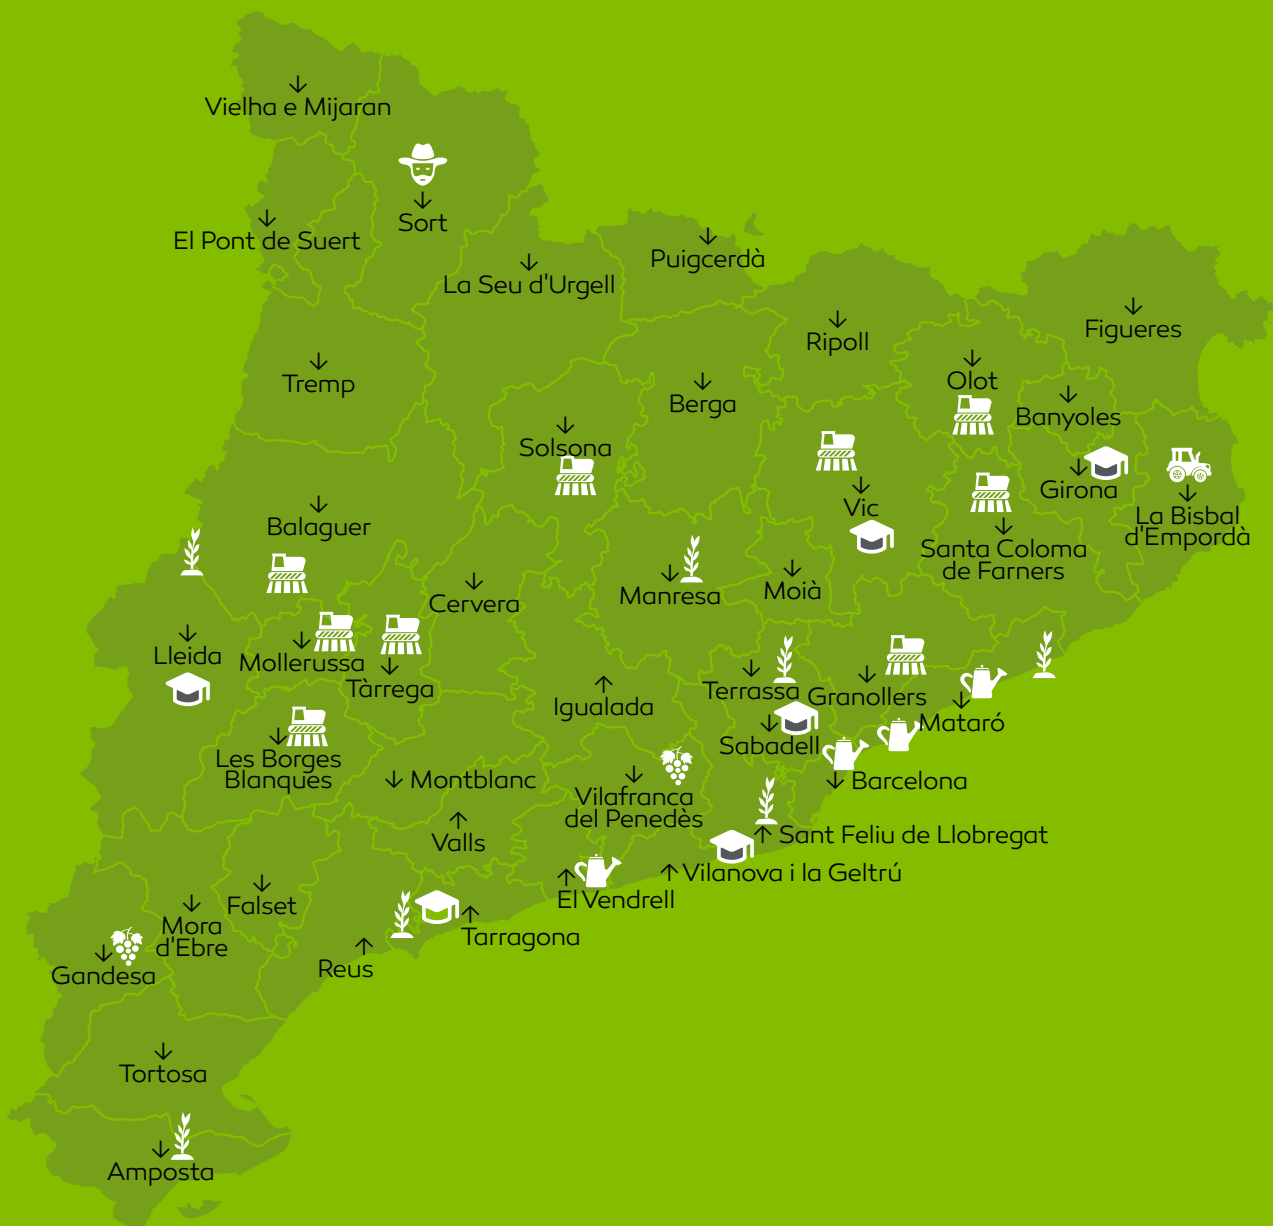 Vielha e Mijaran
Sort
El Pont de Suert
Puigcerdà
La Seu d'Urgell
Figueres
Ripoll
Olot
Tremp
Berga
Banyoles
Solsona
Girona
Vic
La Bisbal
d'Empordà
Balaguer
Santa Coloma
de Farners
Manresa
Moià
Cervera
Lleida
Mollerussa
Tàrrega
Terrassa
Granollers
Igualada
Mataró
Sabadell
Les Borges
Blanques
Montblanc
Barcelona
Vilafranca
del Penedès
Valls
Sant Feliu de Llobregat
Vilanova i la Geltrú
El Vendrell
Falset
Mora
d'Ebre
Tarragona
Reus
Gandesa
Tortosa
Amposta